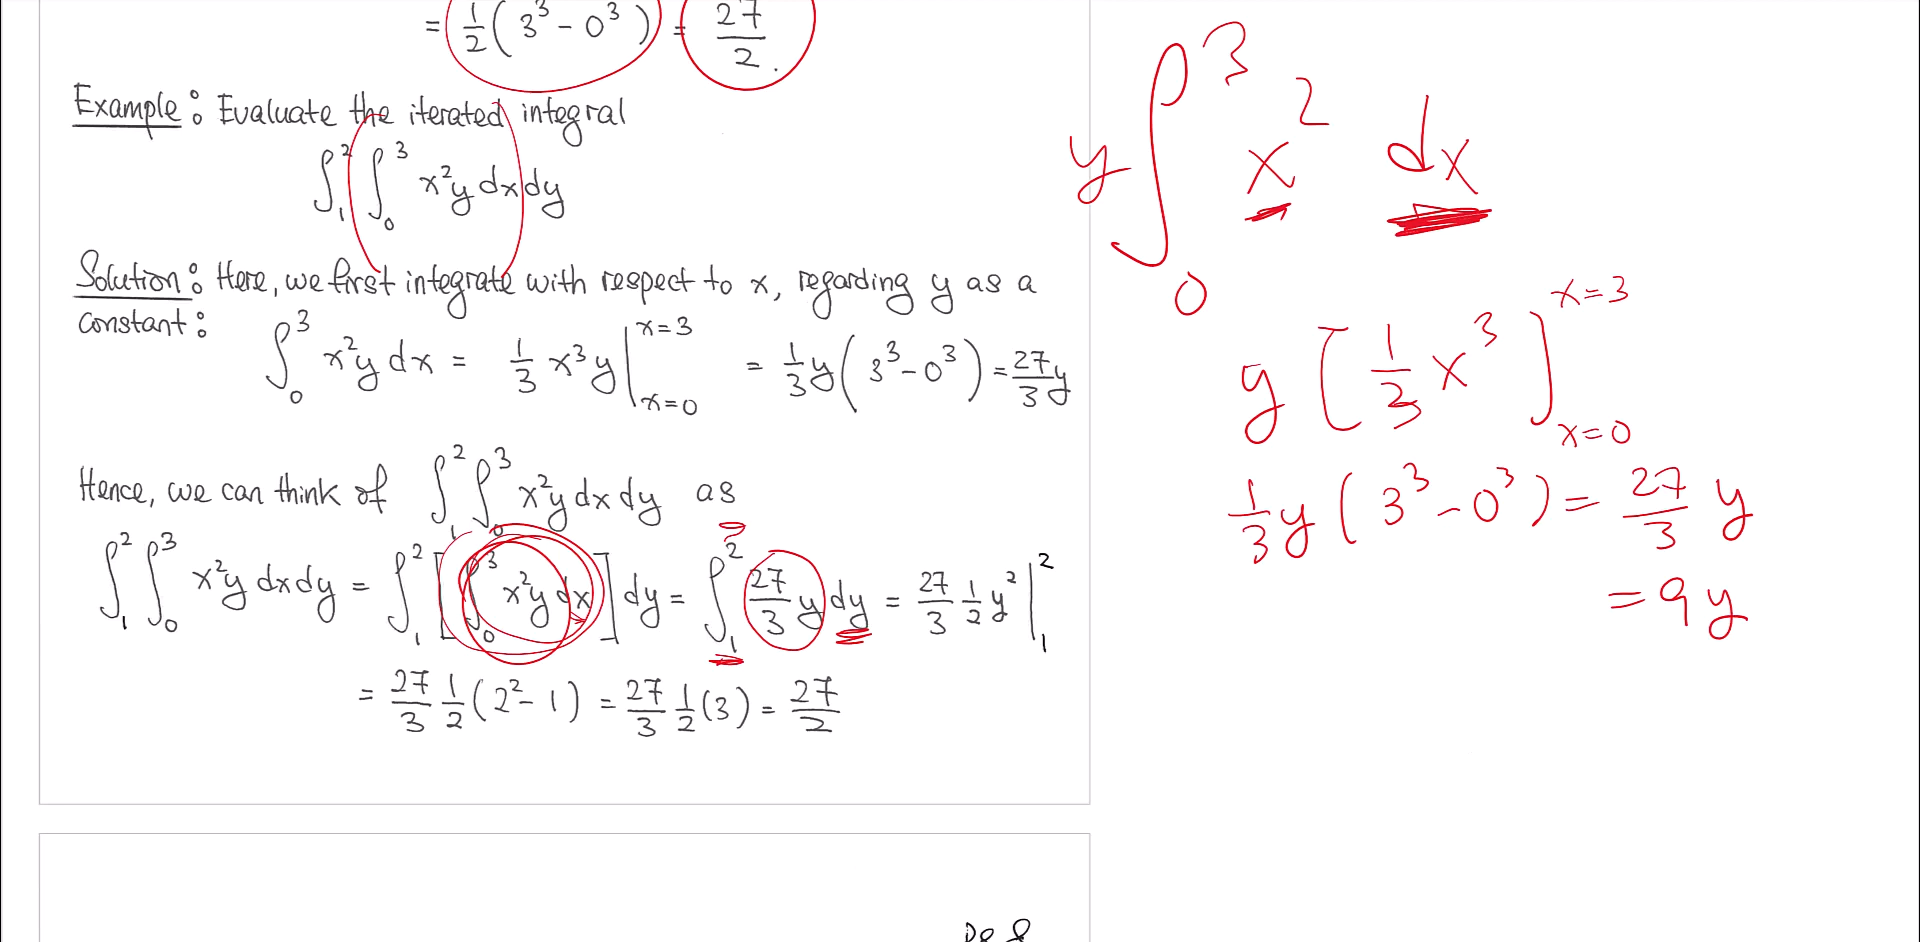 = 1/2 (3³ - 0³) = 27/2.
Example: Evaluate the iterated integral
∫₁² ∫₀³ x²y dx dy
Solution: Here, we first integrate with respect to x, regarding y as a
constant:
∫₀³ x²y dx = 1/3 x³y |ₓ₌₀ˣ⁼³ = 1/3 y (3³ - 0³) = 27/3 y
Hence, we can think of ∫₁² ∫₀³ x²y dx dy as
∫₁² ∫₀³ x²y dx dy = ∫₁² [∫₀³ x²y dx] dy = ∫₁² 27/3 y dy = 27/3 1/2 y² |₁²
= 27/3 1/2 (2² - 1) = 27/3 1/2 (3) = 27/2
y ∫₀³ x² dx
y [1/3 x³]ₓ₌₀ˣ⁼³
1/3 y (3³ - 0³) = 27/3 y
= 9y